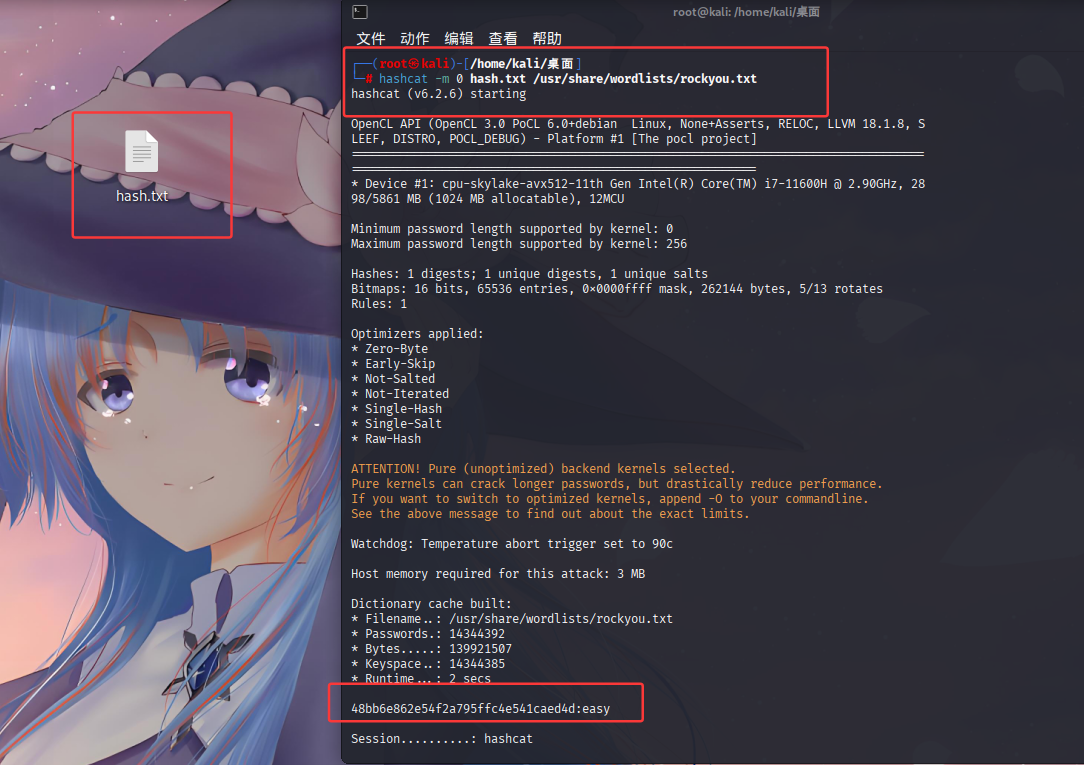 root@kali: /home/kali/桌面
文件 动作 编辑 查看 帮助
┌──(root㉿kali)-[/home/kali/桌面]
└─# hashcat -m 0 hash.txt /usr/share/wordlists/rockyou.txt
hashcat (v6.2.6) starting
OpenCL API (OpenCL 3.0 PoCL 6.0+debian  Linux, None+Asserts, RELOC, LLVM 18.1.8, S
LEEF, DISTRO, POCL_DEBUG) - Platform #1 [The pocl project]
* Device #1: cpu-skylake-avx512-11th Gen Intel(R) Core(TM) i7-11600H @ 2.90GHz, 28
98/5861 MB (1024 MB allocatable), 12MCU
hash.txt
Minimum password length supported by kernel: 0
Maximum password length supported by kernel: 256
Hashes: 1 digests; 1 unique digests, 1 unique salts
Bitmaps: 16 bits, 65536 entries, 0×0000ffff mask, 262144 bytes, 5/13 rotates
Rules: 1
Optimizers applied:
* Zero-Byte
* Early-Skip
* Not-Salted
* Not-Iterated
* Single-Hash
* Single-Salt
* Raw-Hash
ATTENTION! Pure (unoptimized) backend kernels selected.
Pure kernels can crack longer passwords, but drastically reduce performance.
If you want to switch to optimized kernels, append -O to your commandline.
See the above message to find out about the exact limits.
Watchdog: Temperature abort trigger set to 90c
Host memory required for this attack: 3 MB
Dictionary cache built:
* Filename..: /usr/share/wordlists/rockyou.txt
* Passwords.: 14344392
* Bytes.....: 139921507
* Keyspace..: 14344385
* Runtime...: 2 secs
48bb6e862e54f2a795ffc4e541caed4d:easy
Session..........: hashcat